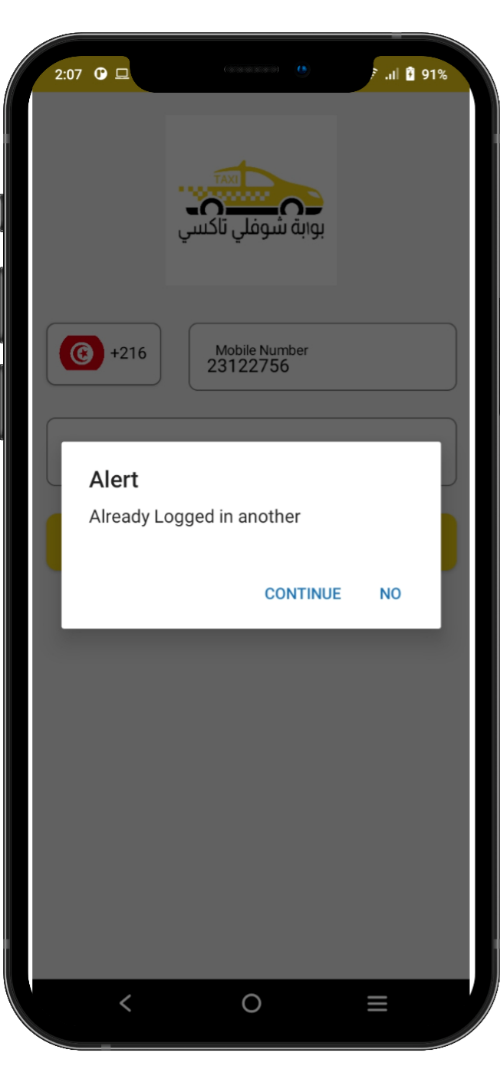 2:07
91%
TAXI
بوابة شوفلي تاكسي
+216
Mobile Number
23122756
Alert
Already Logged in another
CONTINUE
NO